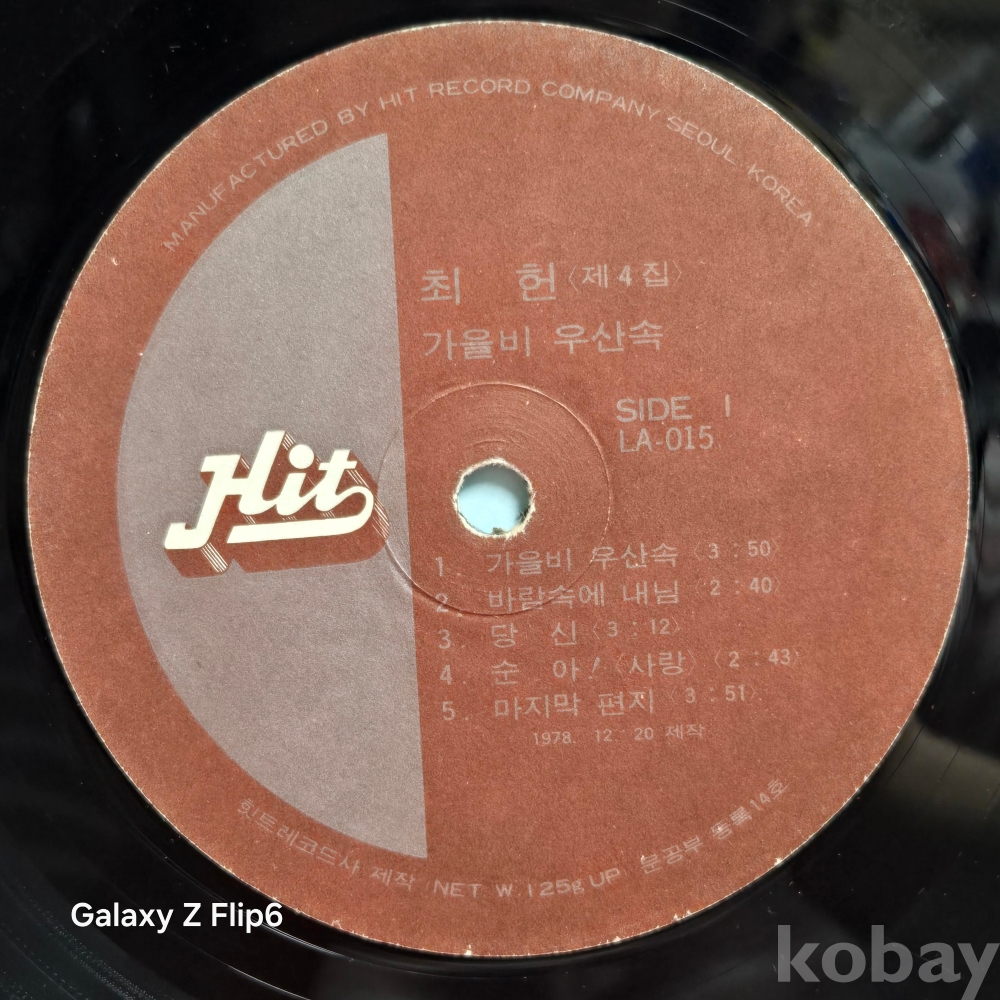 MANUFACTURED BY HIT RECORD COMPANY SEOUL. KOREA
최 헌 〈제4집〉
가을비 우산속
SIDE 1
LA-015
Hit
1. 가을비 우산속 〈3:50〉
2. 바람속에 내님 〈2:40〉
3. 당 신 〈3:12〉
4. 순 아! 〈사랑〉 〈2:43〉
5. 마지막 편지 〈3:51〉.
1978. 12. 20 제작
힛트레코드사 제작 (NET W. 125g UP) 문공부 등록 14호
Galaxy Z Flip6
kobay